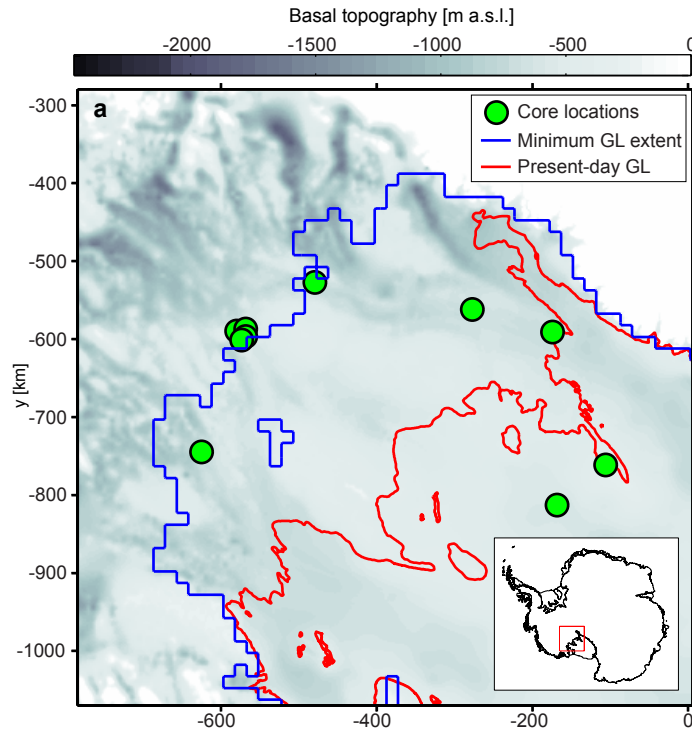 Basal topography [m a.s.l.]
-2000 -1500 -1000 -500 0
a
Core locations
Minimum GL extent
Present-day GL
-300
-400
-500
-600
-700
-800
-900
-1000
y [km]
-600 -400 -200 0